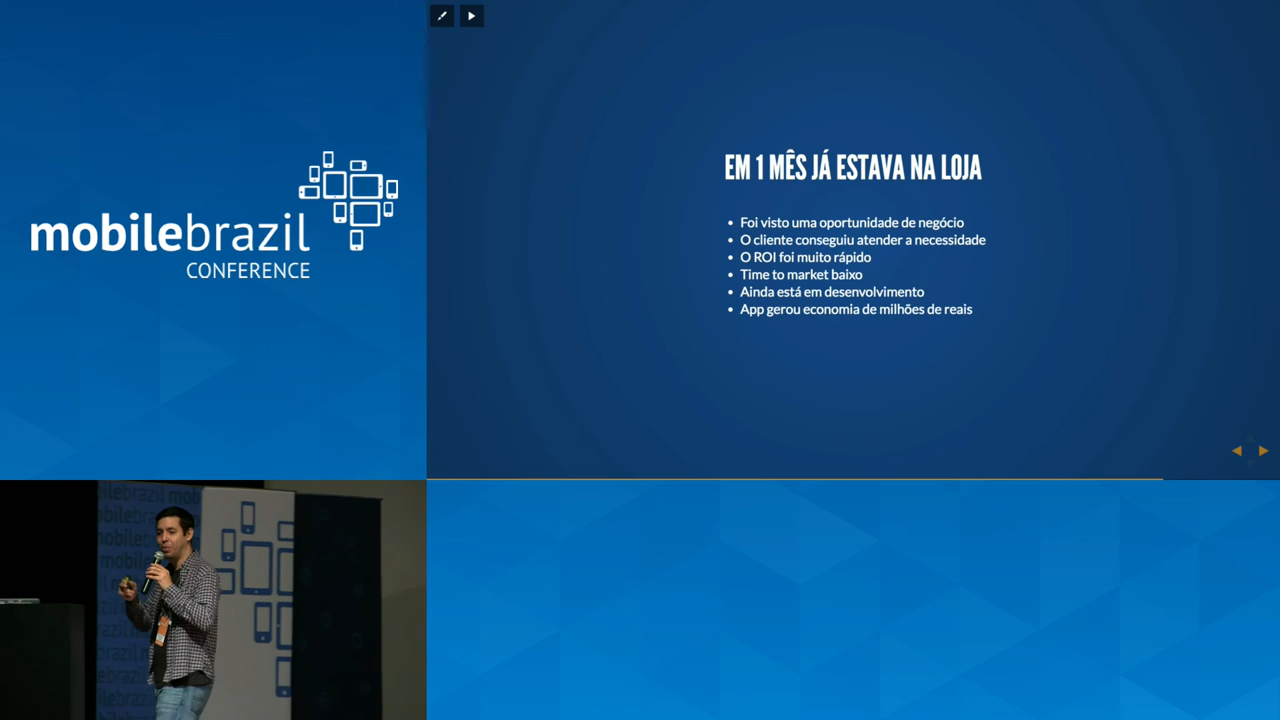 mobilebrazil
CONFERENCE
EM 1 MÊS JÁ ESTAVA NA LOJA
• Foi visto uma oportunidade de negócio
• O cliente conseguiu atender a necessidade
• O ROI foi muito rápido
• Time to market baixo
• Ainda está em desenvolvimento
• App gerou economia de milhões de reais